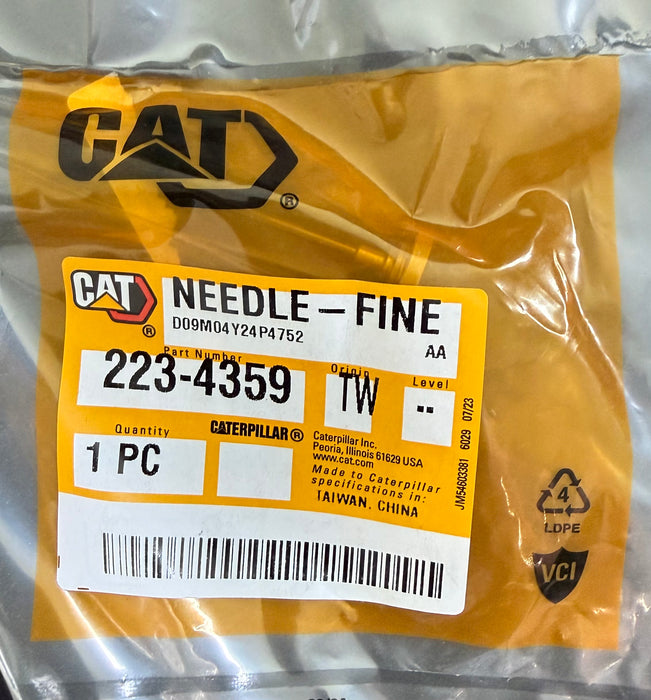 CAT®
CAT®
NEEDLE-FINE
D09M04Y24P4752
AA
Part Number
223-4359
Origin
TW
Level
--
Quantity
1 PC
CATERPILLAR®
Caterpillar Inc.
Peoria, Illinois 61629 USA
www.cat.com
Made to Caterpillar
specifications in:
TAIWAN, CHINA
JM54603381 6029 07/23
4
LDPE
VCI